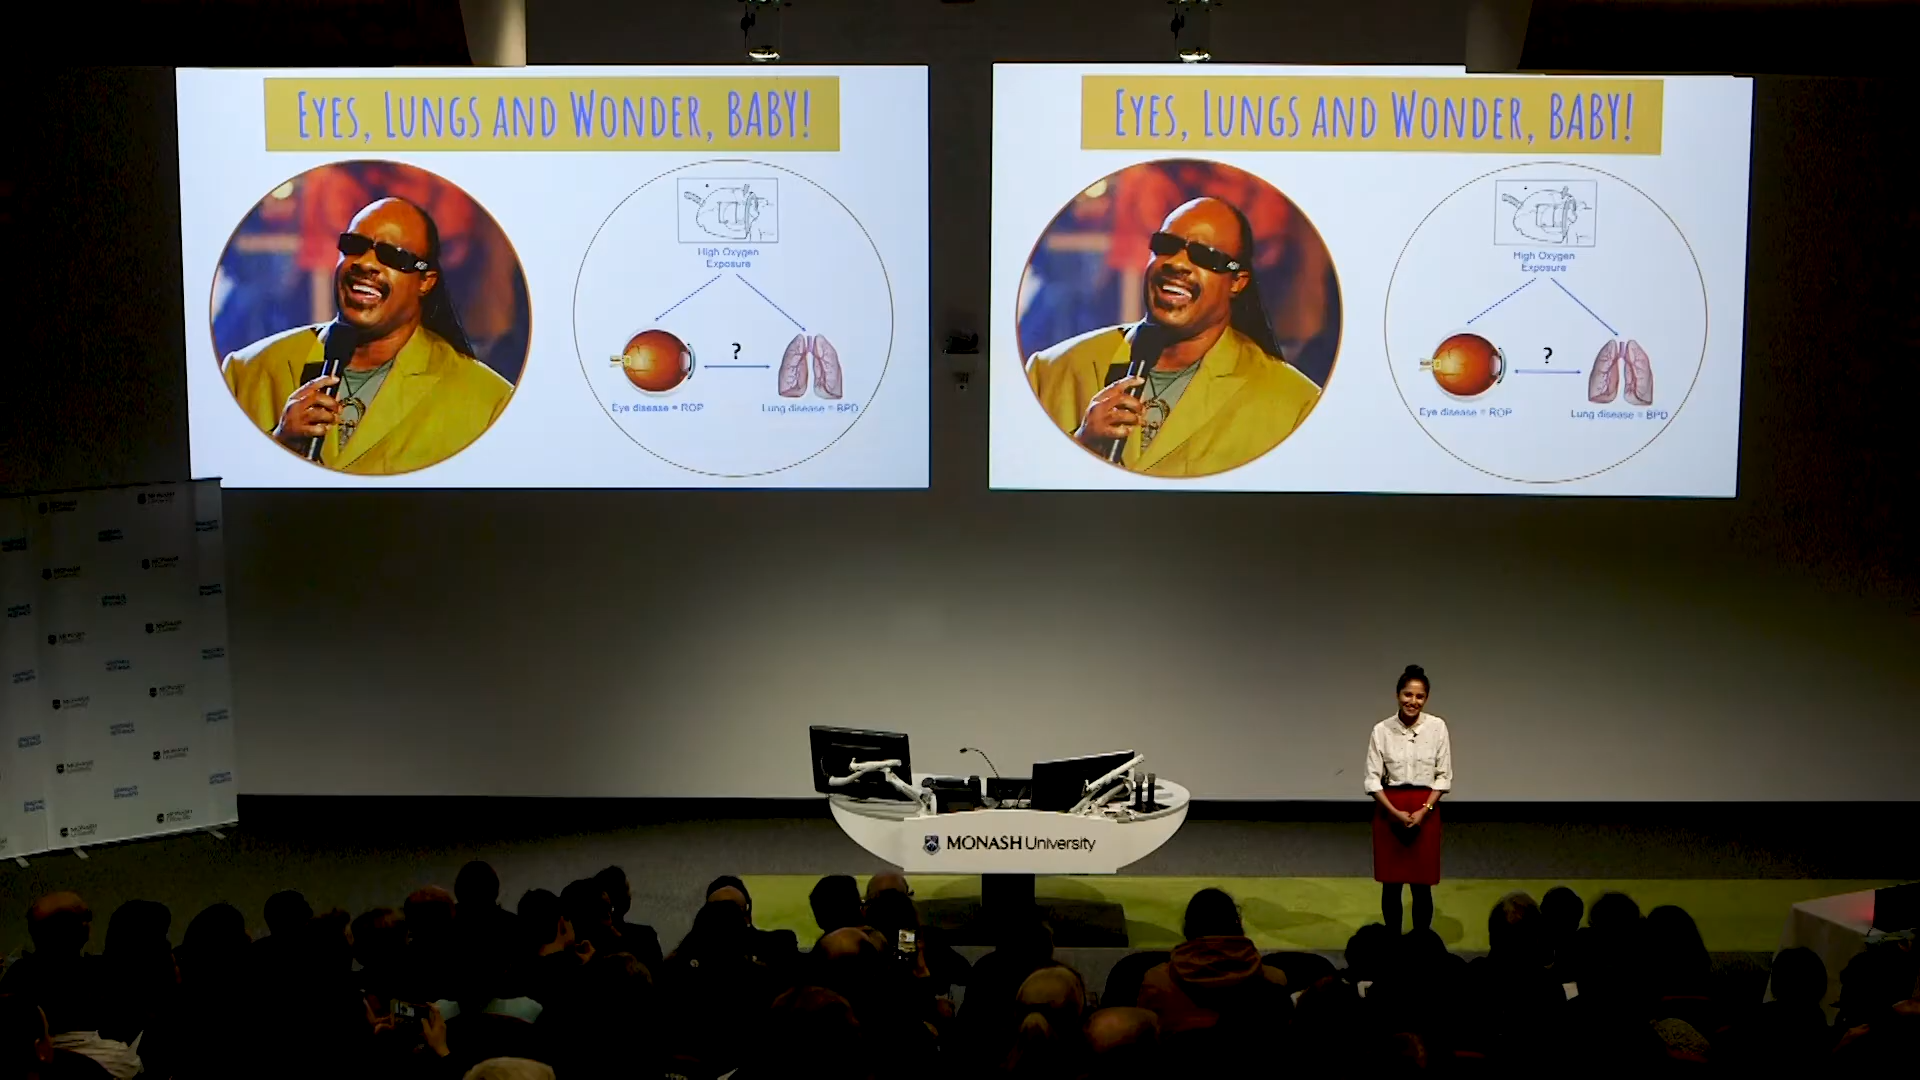 EYES, LUNGS AND WONDER, BABY!
High Oxygen
Exposure
?
Eye disease = ROP
Lung disease = BPD
EYES, LUNGS AND WONDER, BABY!
High Oxygen
Exposure
?
Eye disease = ROP
Lung disease = BPD
MONASH University